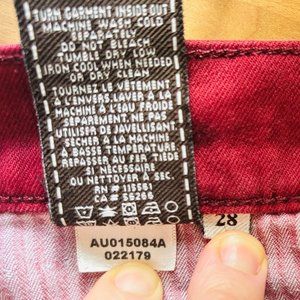 TURN GARMENT INSIDE OUT
MACHINE WASH COLD
SEPARATELY
DO NOT BLEACH
TUMBLE DRY LOW
IRON COOL WHEN NEEDED
OR DRY CLEAN
TOURNEZ LE VÊTEMENT
À L'ENVERS. LAVER À LA
MACHINE À L'EAU FROIDE
SÉPARÉMENT. NE PAS
UTILISER DE JAVELLISANT
SÉCHER À LA MACHINE
À BASSE TEMPÉRATURE
REPASSER AU FER TIÈDE
SI NÉCESSAIRE
OU NETTOYER À SEC.
RN# 115561
CA 55285
AU015084A
022179
28